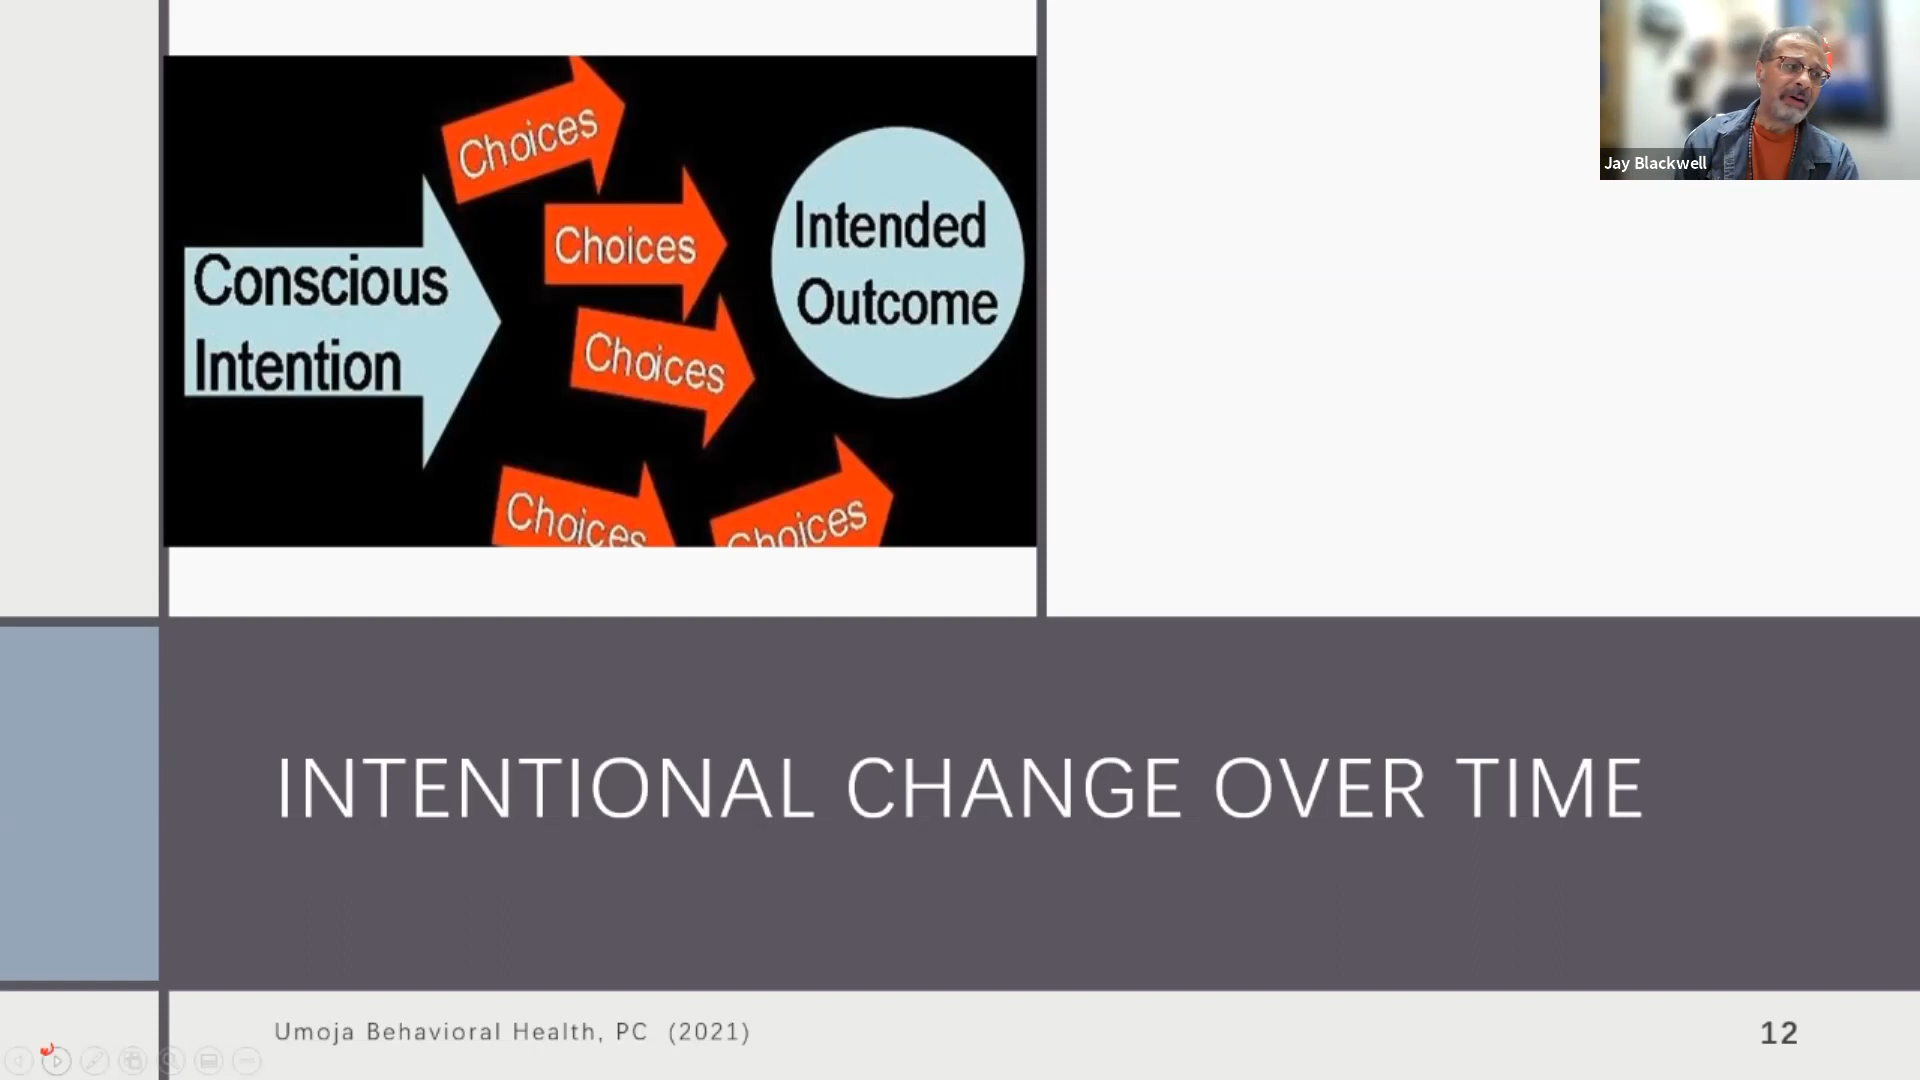 Choices
Choices
Conscious
Intention
Choices
Intended
Outcome
Choices
Choices
Jay Blackwell
INTENTIONAL CHANGE OVER TIME
Umoja Behavioral Health, PC (2021)
12